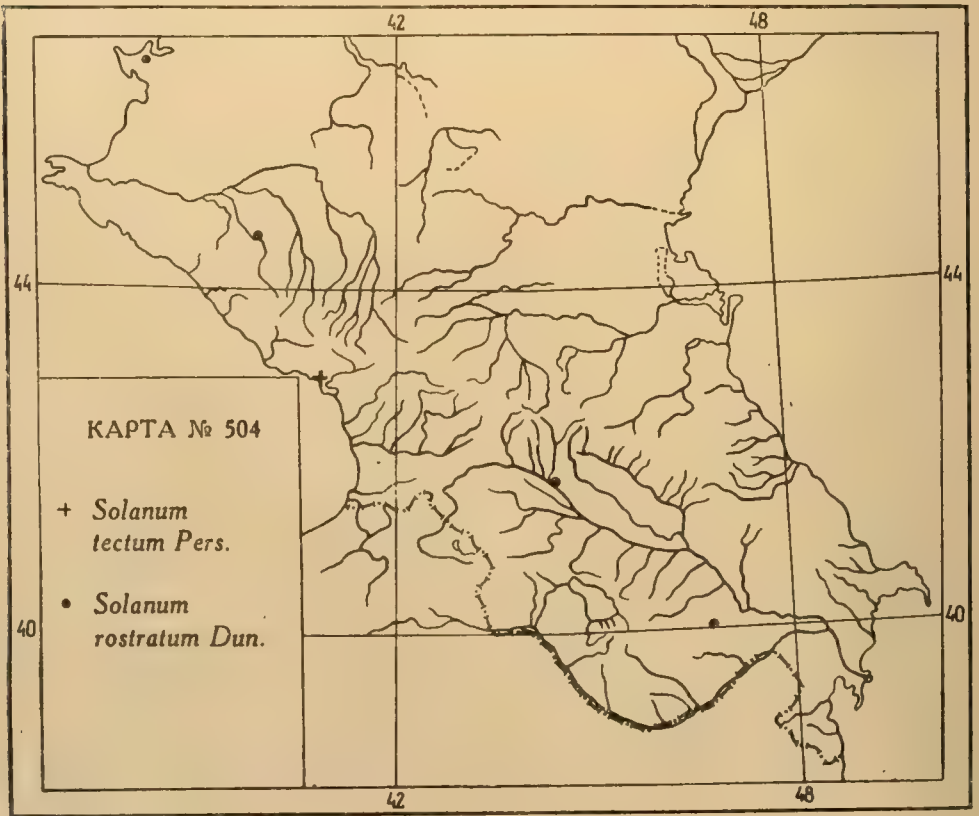 42 48
44 44
КАРТА № 504
+ Solanum
tectum Pers.
• Solanum
rostratum Dun.
40 40
42 48